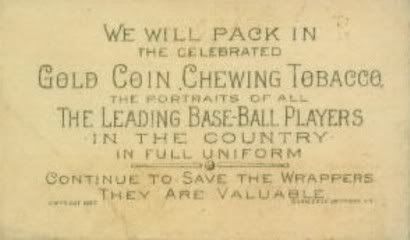 WE WILL PACK IN
THE CELEBRATED
GOLD COIN CHEWING TOBACCO,
THE PORTRAITS OF ALL
THE LEADING BASE-BALL PLAYERS
IN THE COUNTRY
IN FULL UNIFORM
CONTINUE TO SAVE THE WRAPPERS
THEY ARE VALUABLE